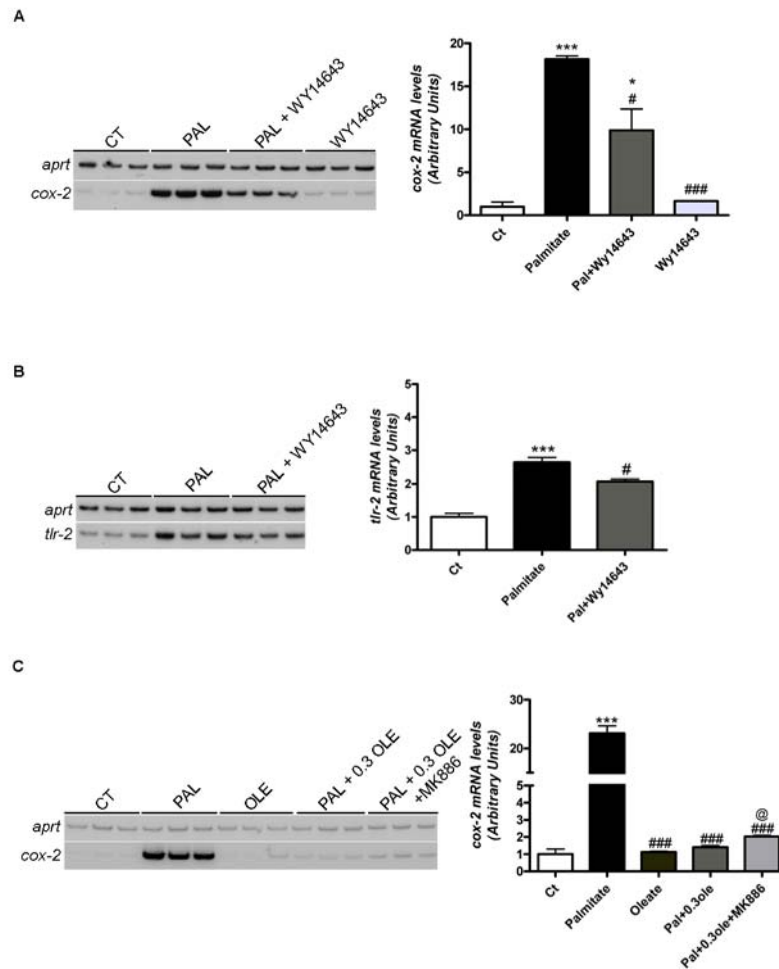 A
CT
PAL
PAL + WY14643
WY14643
aprt
cox-2
cox-2 mRNA levels
(Arbitrary Units)
20
15
10
5
0
***
*
#
###
Ct
Palmitate
Pal+Wy14643
Wy14643
B
CT
PAL
PAL + WY14643
aprt
tlr-2
tlr-2 mRNA levels
(Arbitrary Units)
5
4
3
2
1
0
***
#
Ct
Palmitate
Pal+Wy14643
C
CT
PAL
OLE
PAL + 0.3 OLE
PAL + 0.3 OLE
+MK886
aprt
cox-2
cox-2 mRNA levels
(Arbitrary Units)
30
20
4
3
2
1
0
***
###
###
@
###
Ct
Palmitate
Oleate
Pal+0.3ole
Pal+0.3ole+MK886